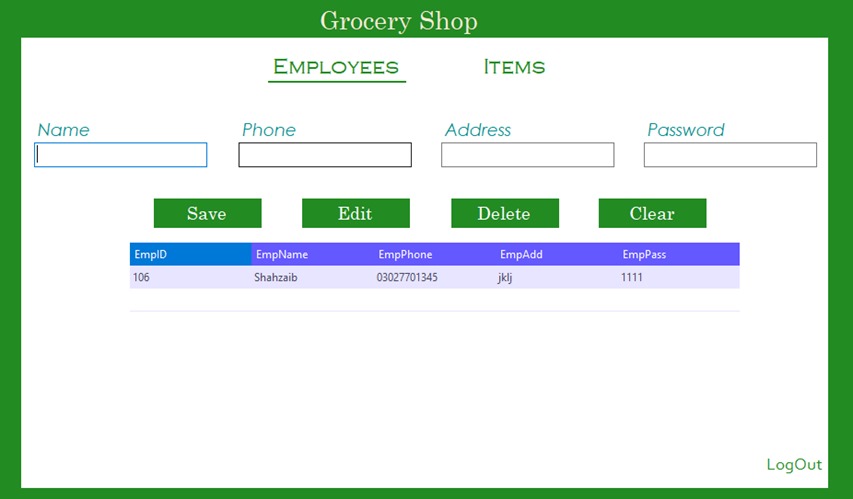 Grocery Shop
Employees Items
Name Phone Address Password
Save Edit Delete Clear
EmpID EmpName EmpPhone EmpAdd EmpPass
106 Shahzaib 03027701345 jklj 1111
LogOut